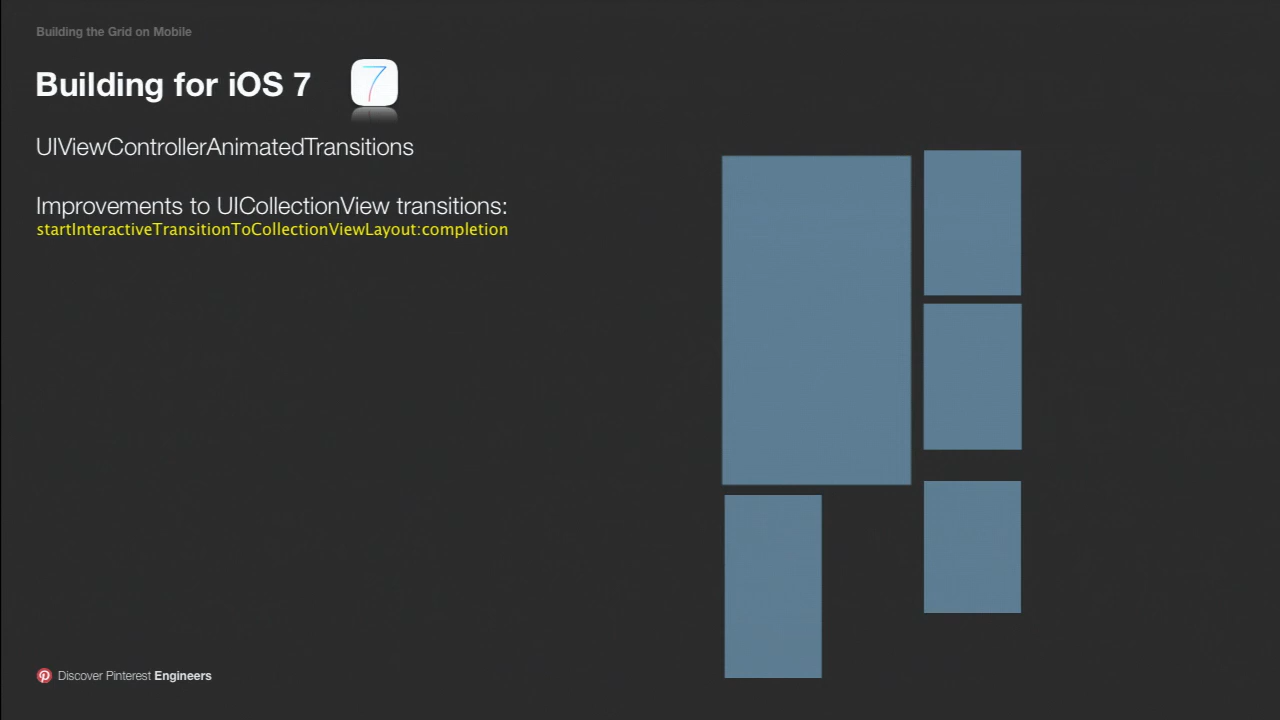 Building the Grid on Mobile
Building for iOS 7
7
UIViewControllerAnimatedTransitions
Improvements to UICollectionView transitions:
startInteractiveTransitionToCollectionViewLayout:completion
Discover Pinterest Engineers